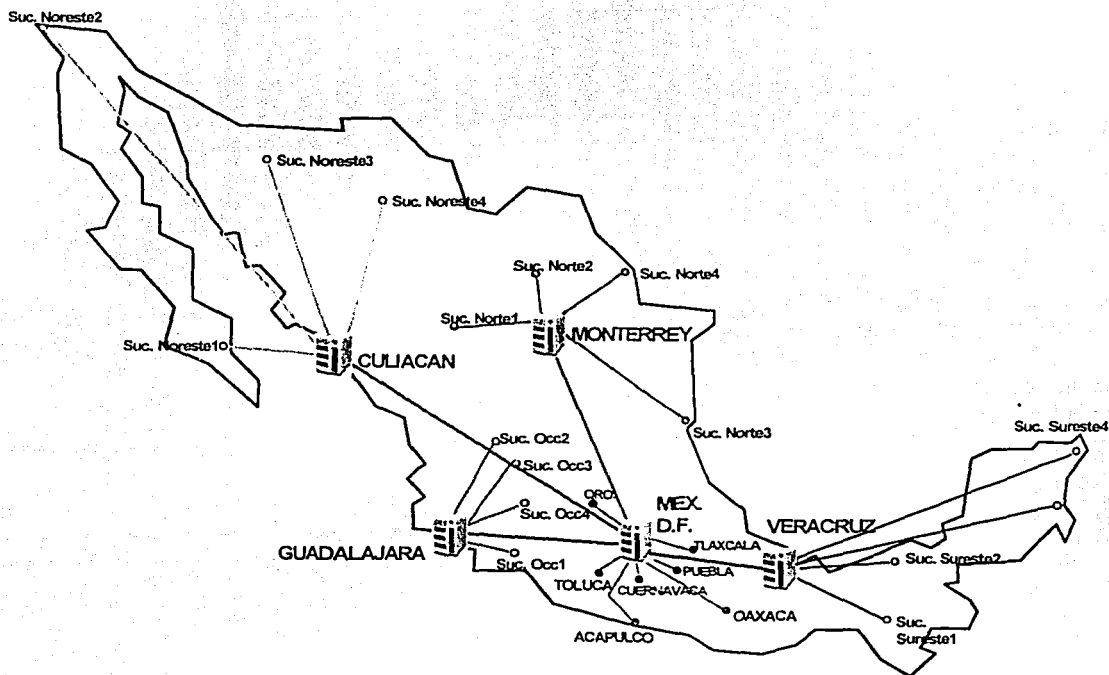 Suc. Noreste2
Suc. Noreste3
Suc. Noreste4
Suc. Norte2
Suc. Norte4
Suc. Norte1
MONTERREY
Suc. Noreste1
CULIACAN
Suc. Norte3
Suc. Sureste4
Suc. Occ2
Suc. Occ3
QRO.
Suc. Occ4
MEX.
D.F.
VERACRUZ
GUADALAJARA
TLAXCALA
Suc. Occ1
Suc. Sureste2
TOLUCA
PUEBLA
CUERNAVACA
OAXACA
ACAPULCO
Suc.
Sureste1